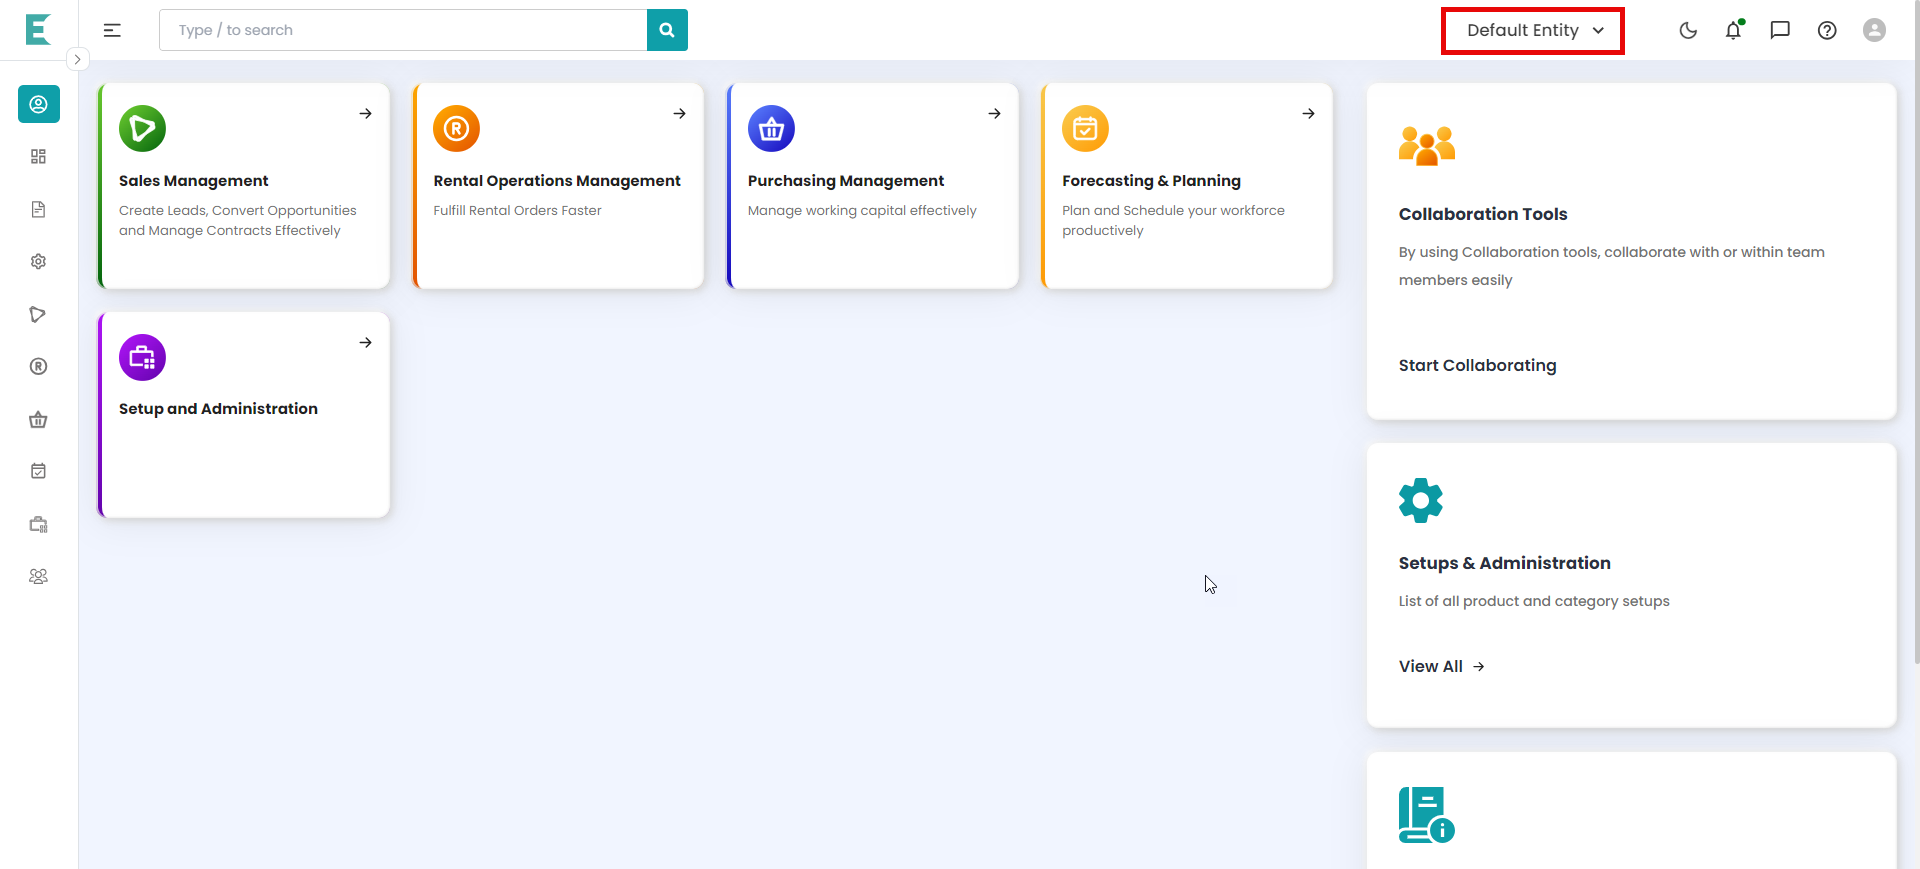 Type / to search
Default Entity
Sales Management
Create Leads, Convert Opportunities
and Manage Contracts Effectively
Rental Operations Management
Fulfill Rental Orders Faster
Purchasing Management
Manage working capital effectively
Forecasting & Planning
Plan and Schedule your workforce
productively
Setup and Administration
Collaboration Tools
By using Collaboration tools, collaborate with or within team
members easily
Start Collaborating
Setups & Administration
List of all product and category setups
View All